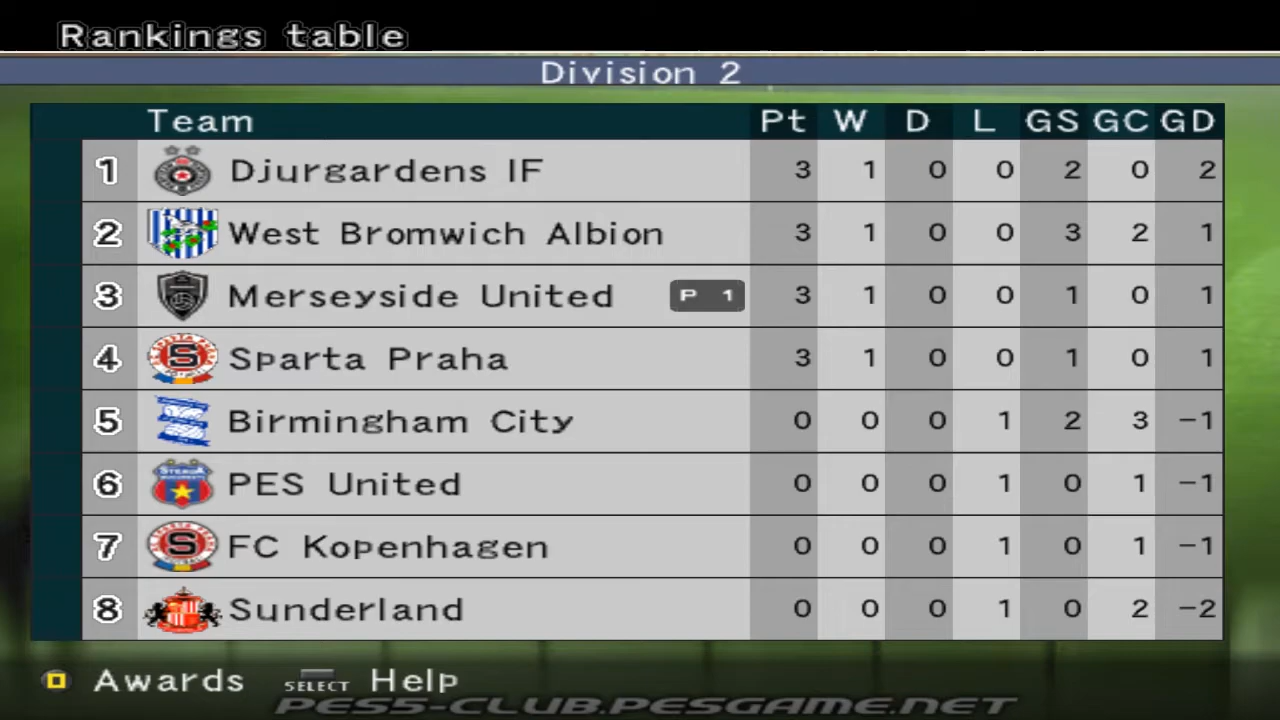 Rankings table
Division 2
Team Pt W D L GS GC GD
1 Djurgardens IF 3 1 0 0 2 0 2
2 West Bromwich Albion 3 1 0 0 3 2 1
3 Merseyside United P 1 3 1 0 0 1 0 1
4 Sparta Praha 3 1 0 0 1 0 1
5 Birmingham City 0 0 0 1 2 3 -1
6 PES United 0 0 0 1 0 1 -1
7 FC Kopenhagen 0 0 0 1 0 1 -1
8 Sunderland 0 0 0 1 0 2 -2
Awards SELECT Help
PES5-CLUB.PESGAME.NET